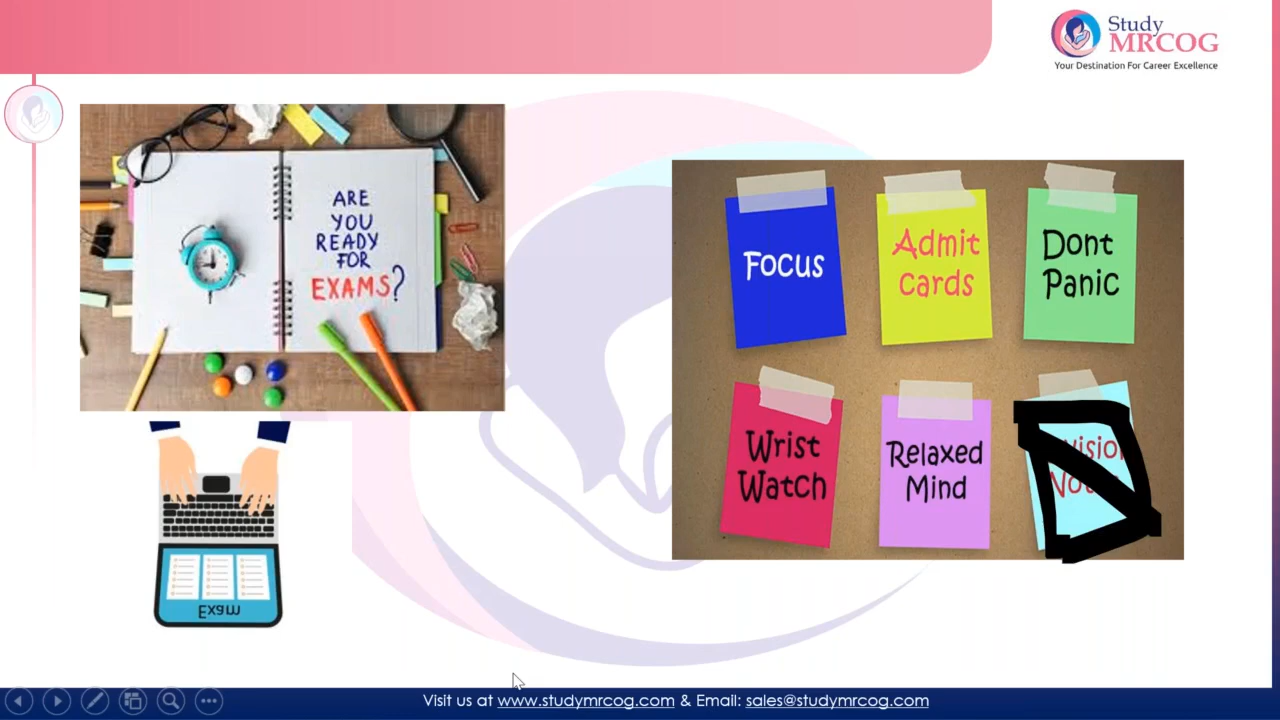 Study
MRCOG
Your Destination For Career Excellence
ARE
YOU
READY
FOR
EXAMS?
Focus
Admit
cards
Dont
Panic
Wrist
Watch
Relaxed
Mind
Exam
Visit us at www.studymrcog.com & Email: sales@studymrcog.com